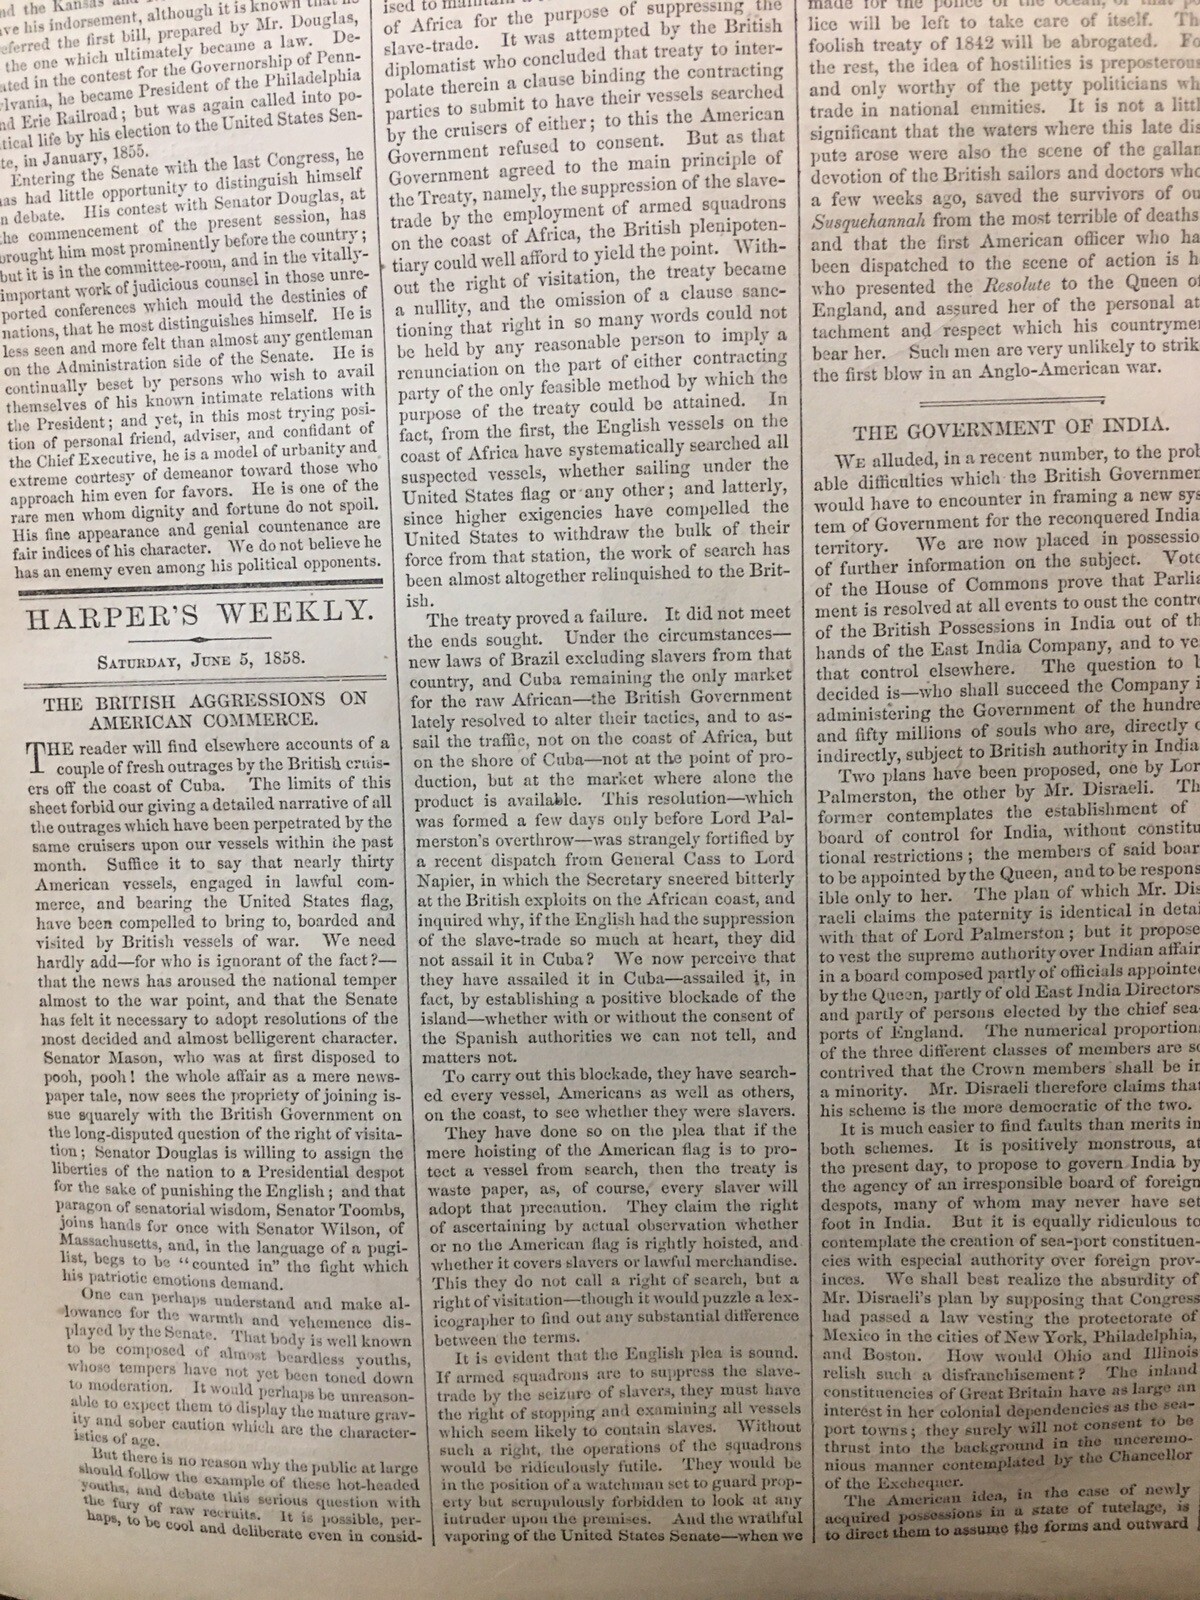 nd the Kansas and
ve his indorsement, although it is known that he
eferred the first bill, prepared by Mr. Douglas,
the one which ultimately became a law. De-
ated in the contest for the Governorship of Penn-
lvania, he became President of the Philadelphia
nd Erie Railroad; but was again called into po-
tical life by his election to the United States Sen-
te, in January, 1855.
Entering the Senate with the last Congress, he
as had little opportunity to distinguish himself
n debate. His contest with Senator Douglas, at
he commencement of the present session, has
rought him most prominently before the country;
but it is in the committee-room, and in the vitally-
important work of judicious counsel in those unre-
ported conferences which mould the destinies of
nations, that he most distinguishes himself. He is
less seen and more felt than almost any gentleman
on the Administration side of the Senate. He is
continually beset by persons who wish to avail
themselves of his known intimate relations with
the President; and yet, in this most trying posi-
tion of personal friend, adviser, and confidant of
the Chief Executive, he is a model of urbanity and
extreme courtesy of demeanor toward those who
approach him even for favors. He is one of the
rare men whom dignity and fortune do not spoil.
His fine appearance and genial countenance are
fair indices of his character. We do not believe he
has an enemy even among his political opponents.
HARPER'S WEEKLY.
SATURDAY, JUNE 5, 1858.
THE BRITISH AGGRESSIONS ON
AMERICAN COMMERCE.
THE reader will find elsewhere accounts of a
couple of fresh outrages by the British cruis-
ers off the coast of Cuba. The limits of this
sheet forbid our giving a detailed narrative of all
the outrages which have been perpetrated by the
same cruisers upon our vessels within the past
month. Suffice it to say that nearly thirty
American vessels, engaged in lawful com-
merce, and bearing the United States flag,
have been compelled to bring to, boarded and
visited by British vessels of war. We need
hardly add—for who is ignorant of the fact?—
that the news has aroused the national temper
almost to the war point, and that the Senate
has felt it necessary to adopt resolutions of the
most decided and almost belligerent character.
Senator Mason, who was at first disposed to
pooh, pooh! the whole affair as a mere news-
paper tale, now sees the propriety of joining is-
sue squarely with the British Government on
the long-disputed question of the right of visita-
tion; Senator Douglas is willing to assign the
liberties of the nation to a Presidential despot
for the sake of punishing the English; and that
paragon of senatorial wisdom, Senator Toombs,
joins hands for once with Senator Wilson, of
Massachusetts, and, in the language of a pugi-
list, begs to be "counted in" the fight which
his patriotic emotions demand.
One can perhaps understand and make al-
lowance for the warmth and vehemence dis-
played by the Senate. That body is well known
to be composed of almost beardless youths,
whose tempers have not yet been toned down
to moderation. It would perhaps be unreason-
able to expect them to display the mature grav-
ity and sober caution which are the character-
istics of age.
But there is no reason why the public at large
should follow the example of these hot-headed
youths, and debate this serious question with
the fury of raw recruits. It is possible, per-
haps, to be cool and deliberate even in consid-
ised to maintain
of Africa for the purpose of suppressing the
slave-trade. It was attempted by the British
diplomatist who concluded that treaty to inter-
polate therein a clause binding the contracting
parties to submit to have their vessels searched
by the cruisers of either; to this the American
Government refused to consent. But as that
Government agreed to the main principle of
the Treaty, namely, the suppression of the slave-
trade by the employment of armed squadrons
on the coast of Africa, the British plenipoten-
tiary could well afford to yield the point. With-
out the right of visitation, the treaty became
a nullity, and the omission of a clause sanc-
tioning that right in so many words could not
be held by any reasonable person to imply a
renunciation on the part of either contracting
party of the only feasible method by which the
purpose of the treaty could be attained. In
fact, from the first, the English vessels on the
coast of Africa have systematically searched all
suspected vessels, whether sailing under the
United States flag or any other; and latterly,
since higher exigencies have compelled the
United States to withdraw the bulk of their
force from that station, the work of search has
been almost altogether relinquished to the Brit-
ish.
The treaty proved a failure. It did not meet
the ends sought. Under the circumstances—
new laws of Brazil excluding slavers from that
country, and Cuba remaining the only market
for the raw African—the British Government
lately resolved to alter their tactics, and to as-
sail the traffic, not on the coast of Africa, but
on the shore of Cuba—not at the point of pro-
duction, but at the market where alone the
product is available. This resolution—which
was formed a few days only before Lord Pal-
merston's overthrow—was strangely fortified by
a recent dispatch from General Cass to Lord
Napier, in which the Secretary sneered bitterly
at the British exploits on the African coast, and
inquired why, if the English had the suppression
of the slave-trade so much at heart, they did
not assail it in Cuba? We now perceive that
they have assailed it in Cuba—assailed it, in
fact, by establishing a positive blockade of the
island—whether with or without the consent of
the Spanish authorities we can not tell, and
matters not.
To carry out this blockade, they have search-
ed every vessel, Americans as well as others,
on the coast, to see whether they were slavers.
They have done so on the plea that if the
mere hoisting of the American flag is to pro-
tect a vessel from search, then the treaty is
waste paper, as, of course, every slaver will
adopt that precaution. They claim the right
of ascertaining by actual observation whether
or no the American flag is rightly hoisted, and
whether it covers slavers or lawful merchandise.
This they do not call a right of search, but a
right of visitation—though it would puzzle a lex-
icographer to find out any substantial difference
between the terms.
It is evident that the English plea is sound.
If armed squadrons are to suppress the slave-
trade by the seizure of slavers, they must have
the right of stopping and examining all vessels
which seem likely to contain slaves. Without
such a right, the operations of the squadrons
would be ridiculously futile. They would be
in the position of a watchman set to guard prop-
erty but scrupulously forbidden to look at any
intruder upon the premises. And the wrathful
vaporing of the United States Senate—when we
made for the police of the ocean, or that po
lice will be left to take care of itself. Th
foolish treaty of 1842 will be abrogated. Fo
the rest, the idea of hostilities is preposterous
and only worthy of the petty politicians wh
trade in national enmities. It is not a littl
significant that the waters where this late dis
pute arose were also the scene of the gallan
devotion of the British sailors and doctors who
a few weeks ago, saved the survivors of ou
Susquehannah from the most terrible of deaths
and that the first American officer who ha
been dispatched to the scene of action is h
who presented the Resolute to the Queen of
England, and assured her of the personal at
tachment and respect which his countrymen
bear her. Such men are very unlikely to strik
the first blow in an Anglo-American war.
THE GOVERNMENT OF INDIA.
WE alluded, in a recent number, to the prob
able difficulties which the British Governmen
would have to encounter in framing a new sys
tem of Government for the reconquered India
territory. We are now placed in possessio
of further information on the subject. Vote
of the House of Commons prove that Parlia
ment is resolved at all events to oust the contro
of the British Possessions in India out of th
hands of the East India Company, and to ve
that control elsewhere. The question to b
decided is—who shall succeed the Company i
administering the Government of the hundre
and fifty millions of souls who are, directly o
indirectly, subject to British authority in India
Two plans have been proposed, one by Lor
Palmerston, the other by Mr. Disraeli. Th
former contemplates the establishment of
board of control for India, without constitu
tional restrictions; the members of said boar
to be appointed by the Queen, and to be respons
ible only to her. The plan of which Mr. Dis
raeli claims the paternity is identical in detai
with that of Lord Palmerston; but it propose
to vest the supreme authority over Indian affair
in a board composed partly of officials appointe
by the Queen, partly of old East India Directors
and partly of persons elected by the chief sea-
ports of England. The numerical proportion
of the three different classes of members are so
contrived that the Crown members shall be in
a minority. Mr. Disraeli therefore claims that
his scheme is the more democratic of the two.
It is much easier to find faults than merits in
both schemes. It is positively monstrous, at
the present day, to propose to govern India by
the agency of an irresponsible board of foreign
despots, many of whom may never have set
foot in India. But it is equally ridiculous to
contemplate the creation of sea-port constituen-
cies with especial authority over foreign prov-
inces. We shall best realize the absurdity of
Mr. Disraeli's plan by supposing that Congress
had passed a law vesting the protectorate of
Mexico in the cities of New York, Philadelphia,
and Boston. How would Ohio and Illinois
relish such a disfranchisement? The inland
constituencies of Great Britain have as large an
interest in her colonial dependencies as the sea-
port towns; they surely will not consent to be
thrust into the background in the unceremo-
nious manner contemplated by the Chancellor
of the Exchequer.
The American idea, in the case of newly
acquired possessions in a state of tutelage, is
to direct them to assume the forms and outward